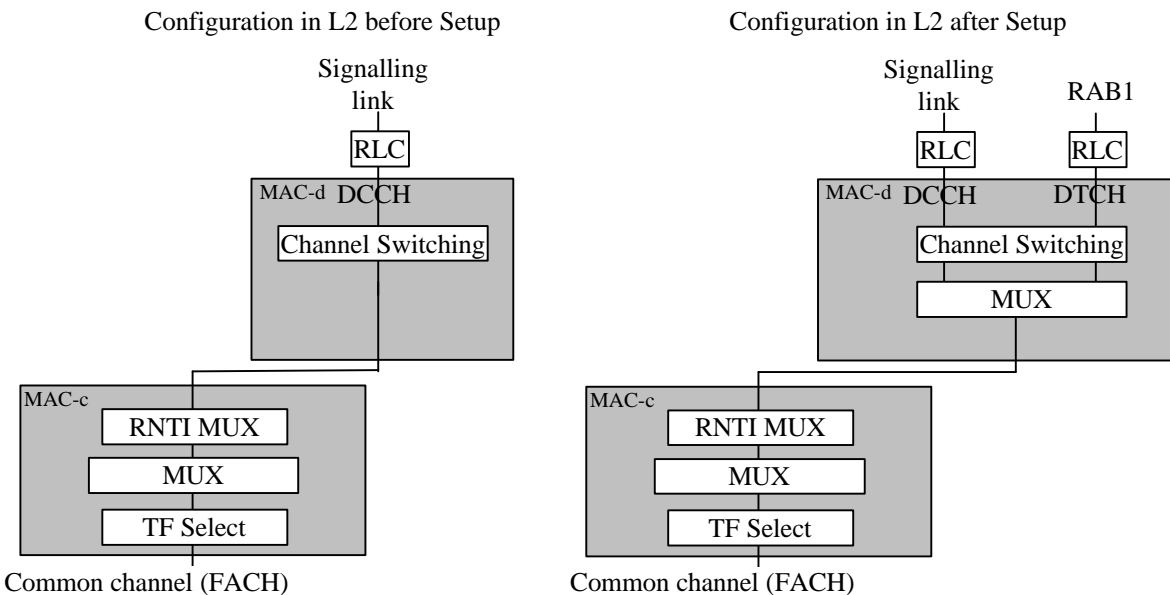 Configuration in L2 before Setup
Signalling
link
RLC
MAC-d DCCH
Channel Switching
MAC-c
RNTI MUX
MUX
TF Select
Common channel (FACH)
Configuration in L2 after Setup
Signalling
link
RAB1
RLC
RLC
MAC-d DCCH
DTCH
Channel Switching
MUX
MAC-c
RNTI MUX
MUX
TF Select
Common channel (FACH)